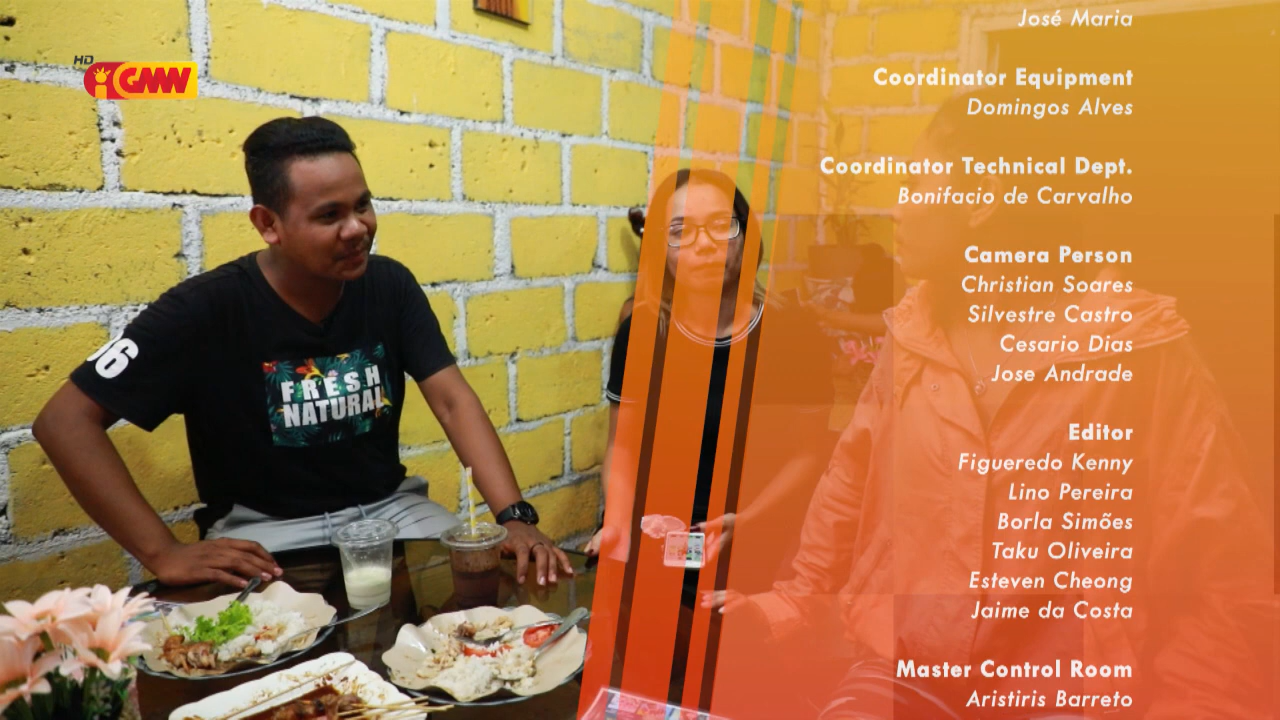 HD
GMN
06
FRESH
NATURAL
José Maria
Coordinator Equipment
Domingos Alves
Coordinator Technical Dept.
Bonifacio de Carvalho
Camera Person
Christian Soares
Silvestre Castro
Cesario Dias
Jose Andrade
Editor
Figueredo Kenny
Lino Pereira
Borla Simões
Taku Oliveira
Esteven Cheong
Jaime da Costa
Master Control Room
Aristiris Barreto